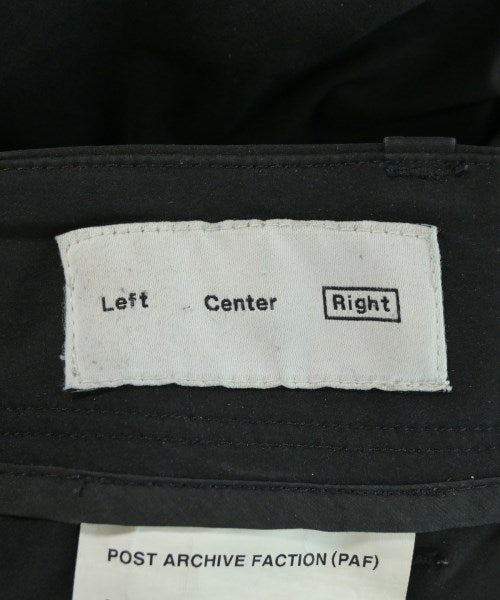 Left Center Right
POST ARCHIVE FACTION (PAF)